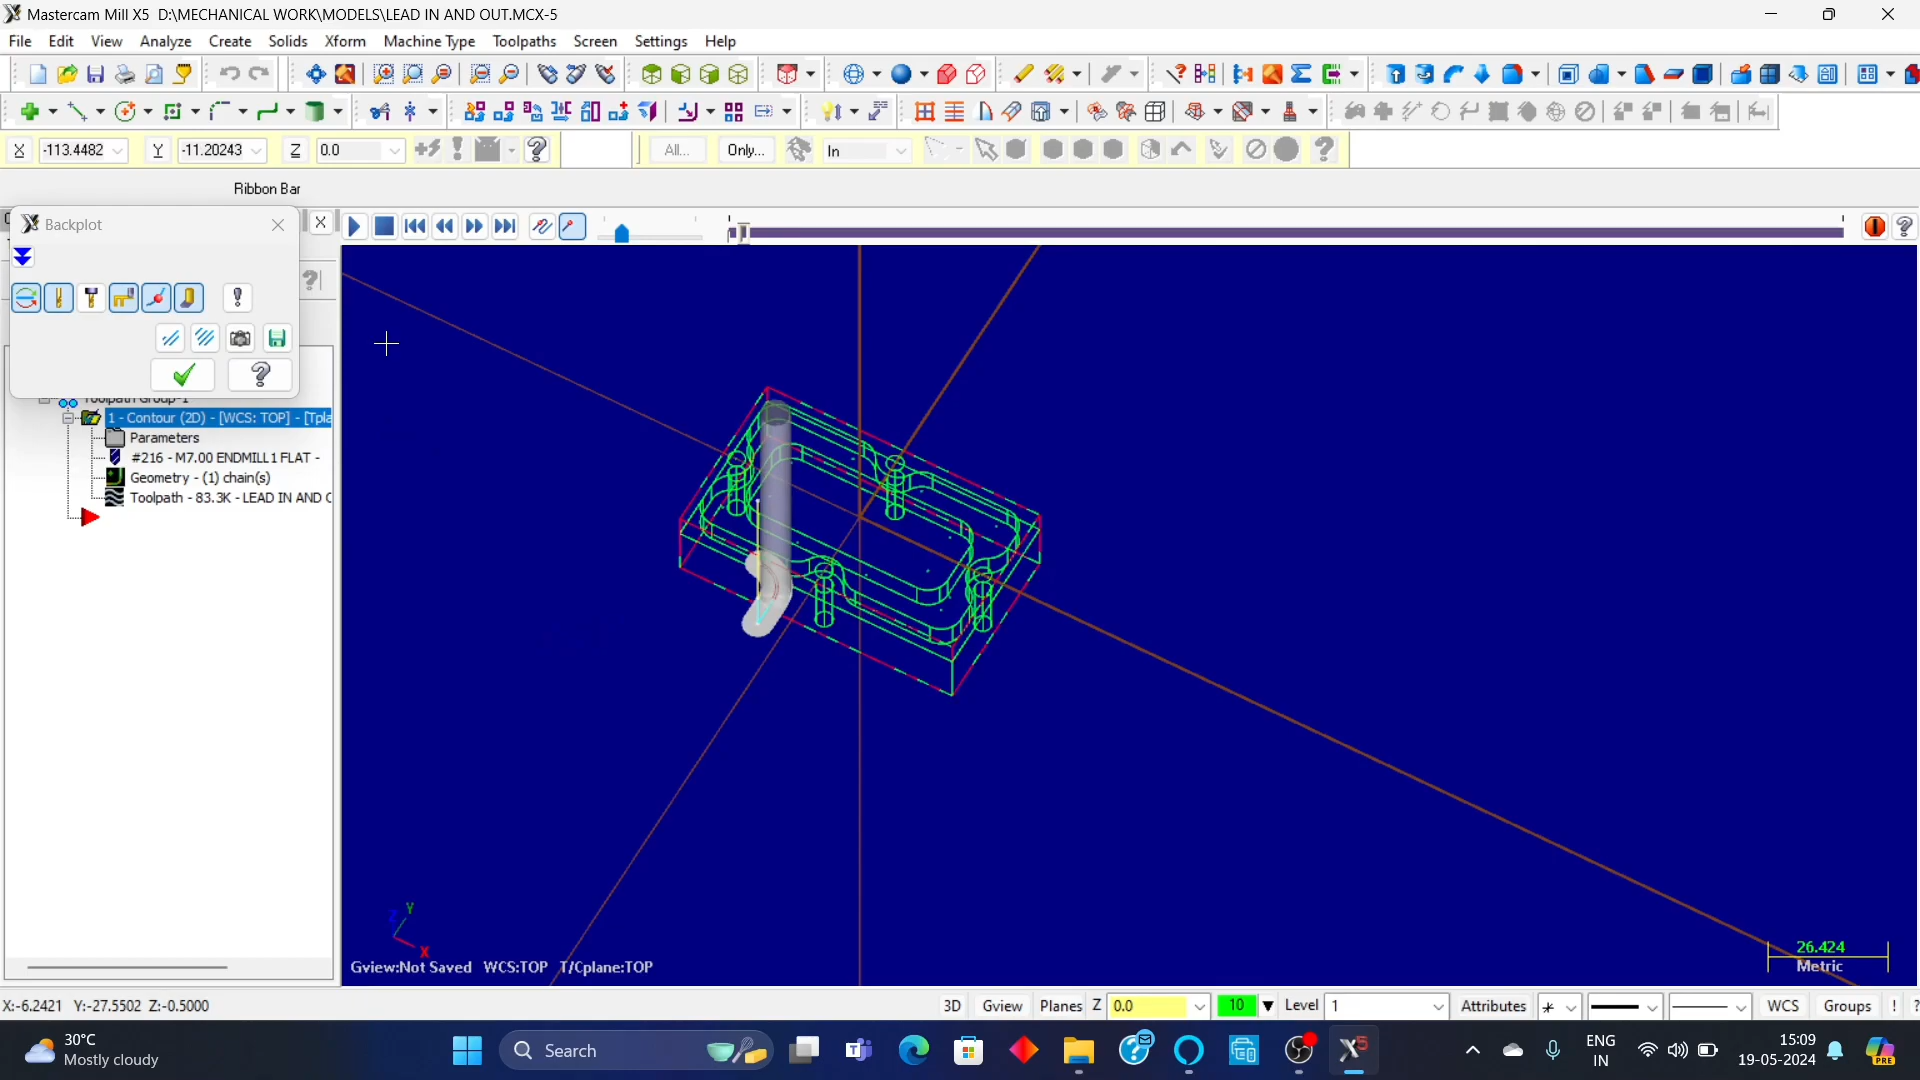 Mastercam Mill X5 D:\MECHANICAL WORK\MODELS\LEAD IN AND OUT.MCX-5
File Edit View Analyze Create Solids Xform Machine Type Toolpaths Screen Settings Help
X -113.4482 Y -11.20243 Z 0.0 All... Only... In
Ribbon Bar
Backplot
1 - Contour (2D) - [WCS: TOP] - [Tpla
Parameters
#216 - M7.00 ENDMILL1 FLAT -
Geometry - (1) chain(s)
Toolpath - 83.3K - LEAD IN AND
Z Y
X
Gview:Not Saved WCS:TOP T/Cplane:TOP
26.424
Metric
X:-6.2421 Y:-27.5502 Z:-0.5000
3D Gview Planes Z 0.0 10 Level 1 Attributes WCS Groups ! ?
30°C
Mostly cloudy
Search
ENG
IN
15:09
19-05-2024
PRE